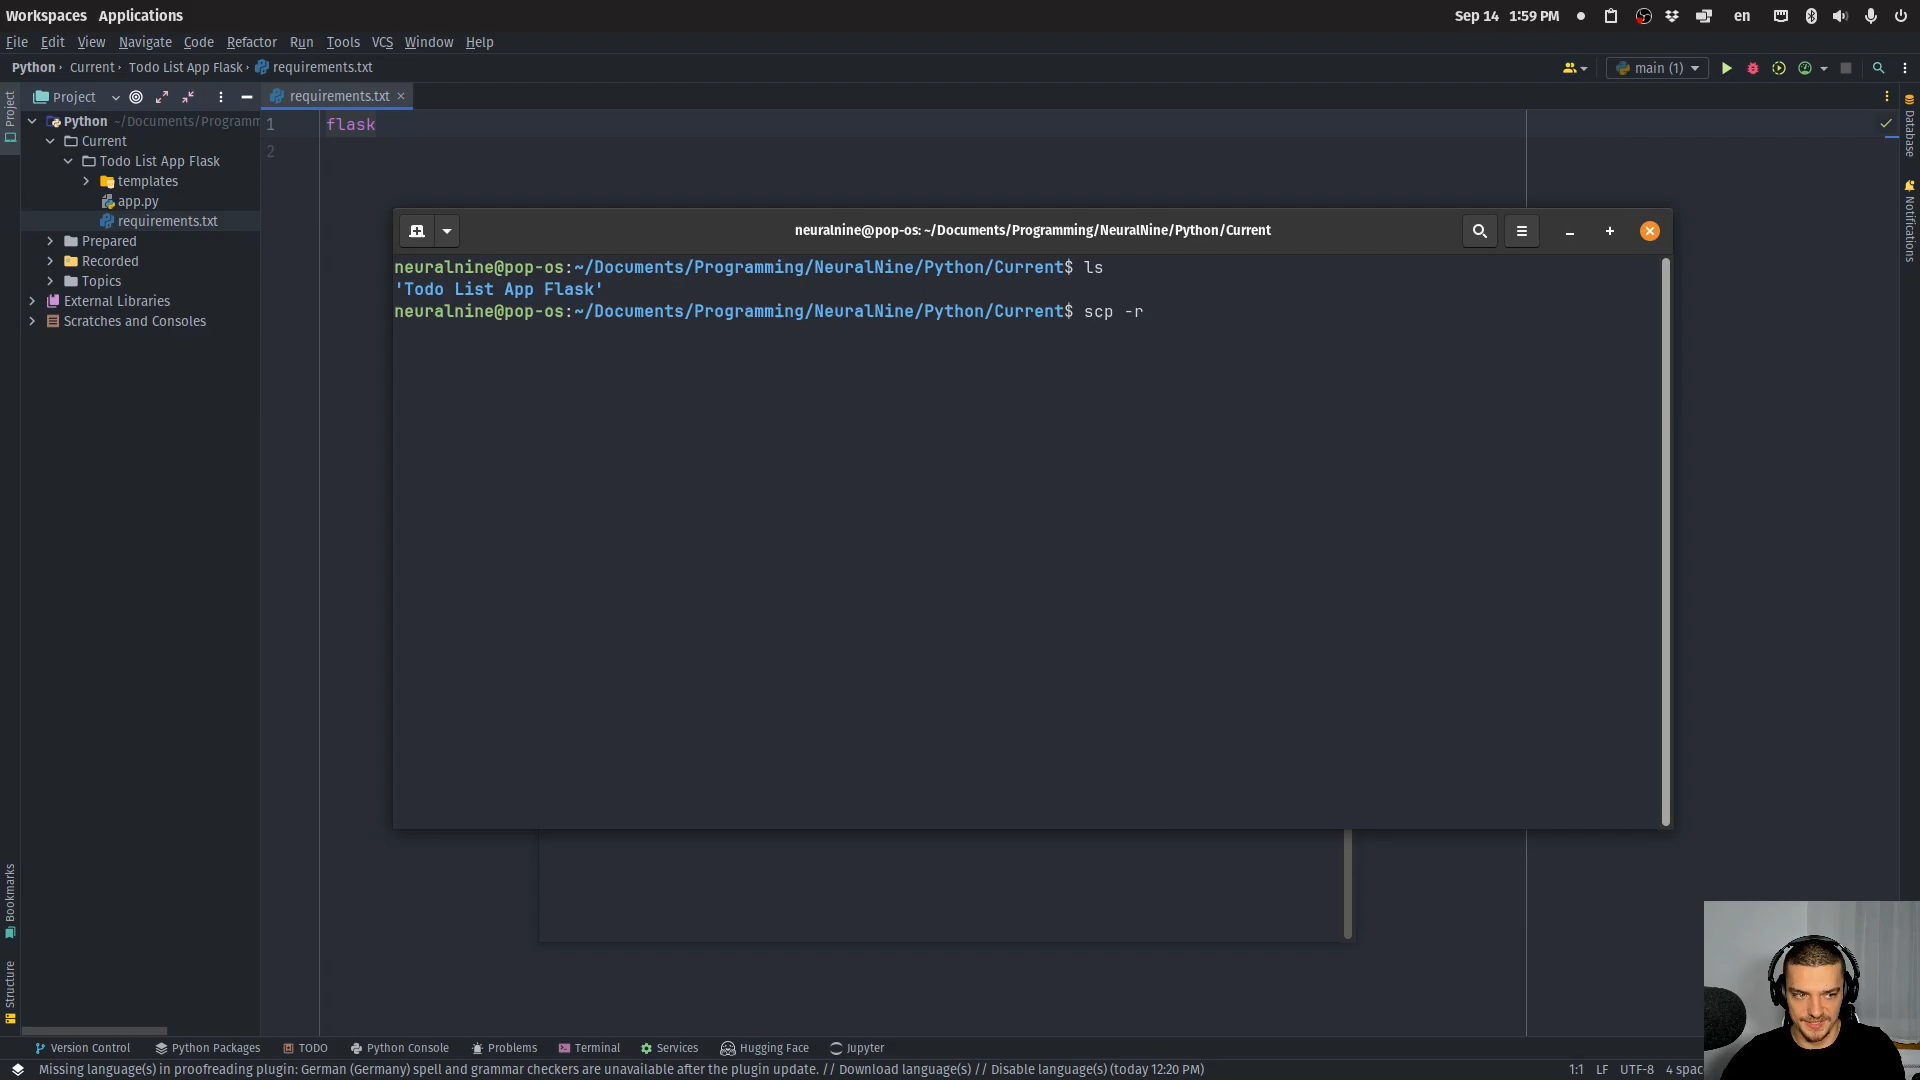 Workspaces Applications
Sep 14 1:59 PM
en
File Edit View Navigate Code Refactor Run Tools VCS Window Help
Python › Current › Todo List App Flask › requirements.txt
main (1)
Project
requirements.txt ×
Python ~/Documents/Programm
1 flask
Current
2
Todo List App Flask
templates
app.py
requirements.txt
Prepared
Recorded
Topics
External Libraries
Scratches and Consoles
neuralnine@pop-os: ~/Documents/Programming/NeuralNine/Python/Current
neuralnine@pop-os:~/Documents/Programming/NeuralNine/Python/Current$ ls
'Todo List App Flask'
neuralnine@pop-os:~/Documents/Programming/NeuralNine/Python/Current$ scp -r
Project
Bookmarks
Structure
Database
Notifications
Version Control Python Packages TODO Python Console Problems Terminal Services Hugging Face Jupyter
Missing language(s) in proofreading plugin: German (Germany) spell and grammar checkers are unavailable after the plugin update. // Download language(s) // Disable language(s) (today 12:20 PM)
1:1 LF UTF-8 4 spac